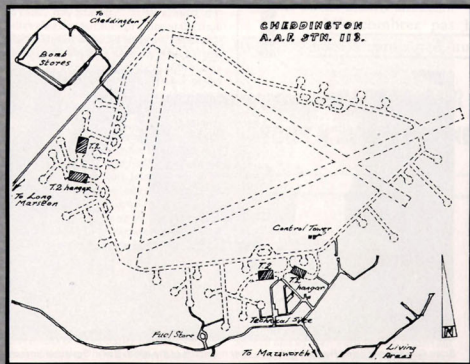 To
Cheddington
CHEDDINGTON
A.A.F. STN. 113.
Bomb
Stores
T.2
T.2 hangar
To Long
Marston
Control Tower
T.2
T.2
hangar
Technical Site
Fuel Store
To Marsworth
Living
Areas
N